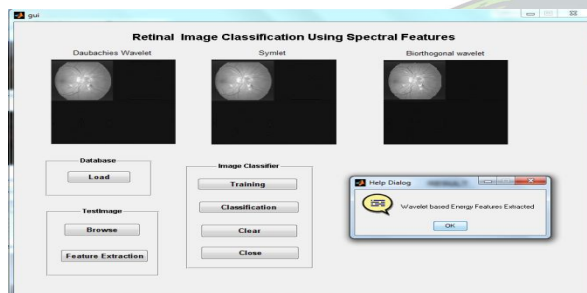 gui
Retinal Image Classification Using Spectral Features
Daubachies Wavelet
Symlet
Biorthogonal wavelet
Database
Load
TestImage
Browse
Feature Extraction
Image Classifier
Training
Classification
Clear
Close
Help Dialog
Wavelet based Energy Features Extracted
OK